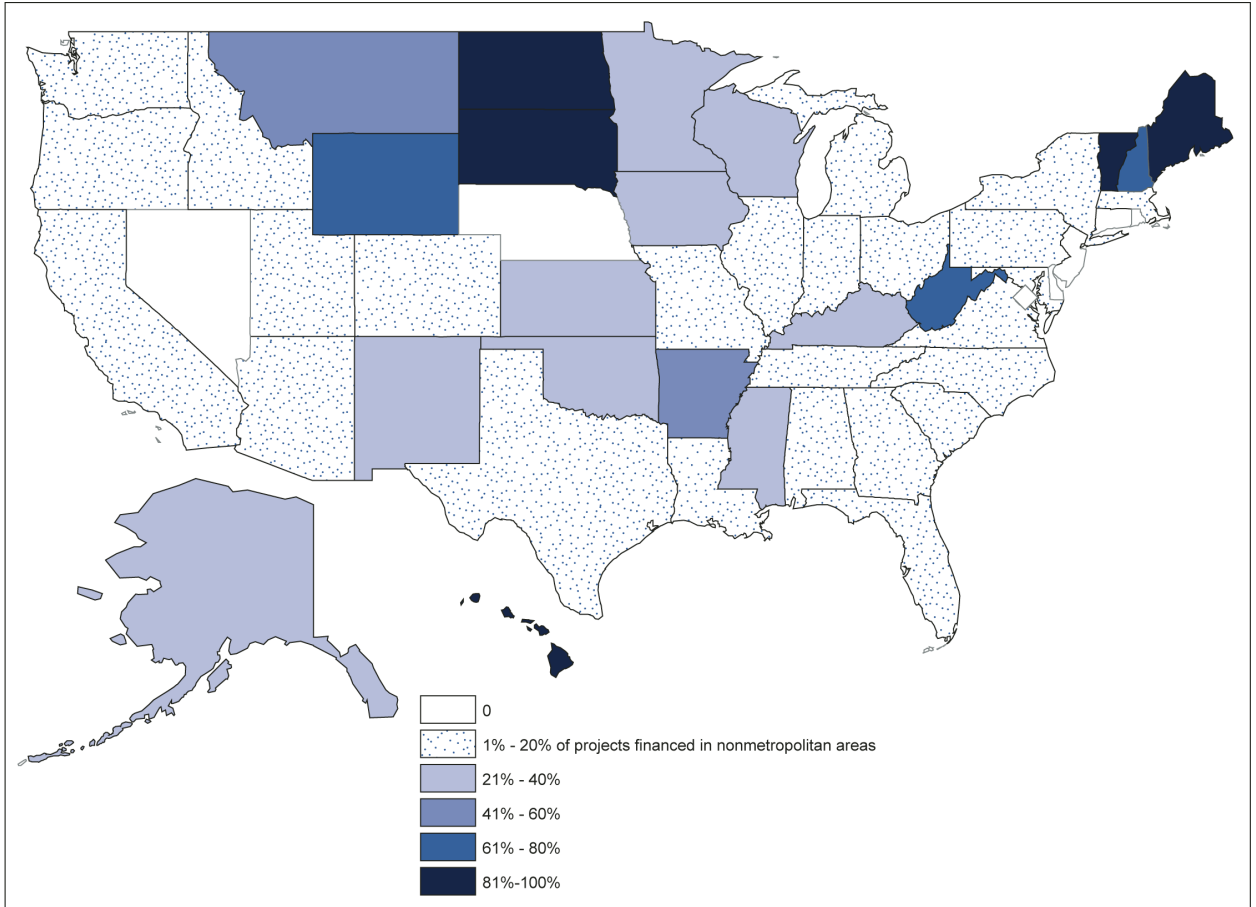 0
1% - 20% of projects financed in nonmetropolitan areas
21% - 40%
41% - 60%
61% - 80%
81%-100%